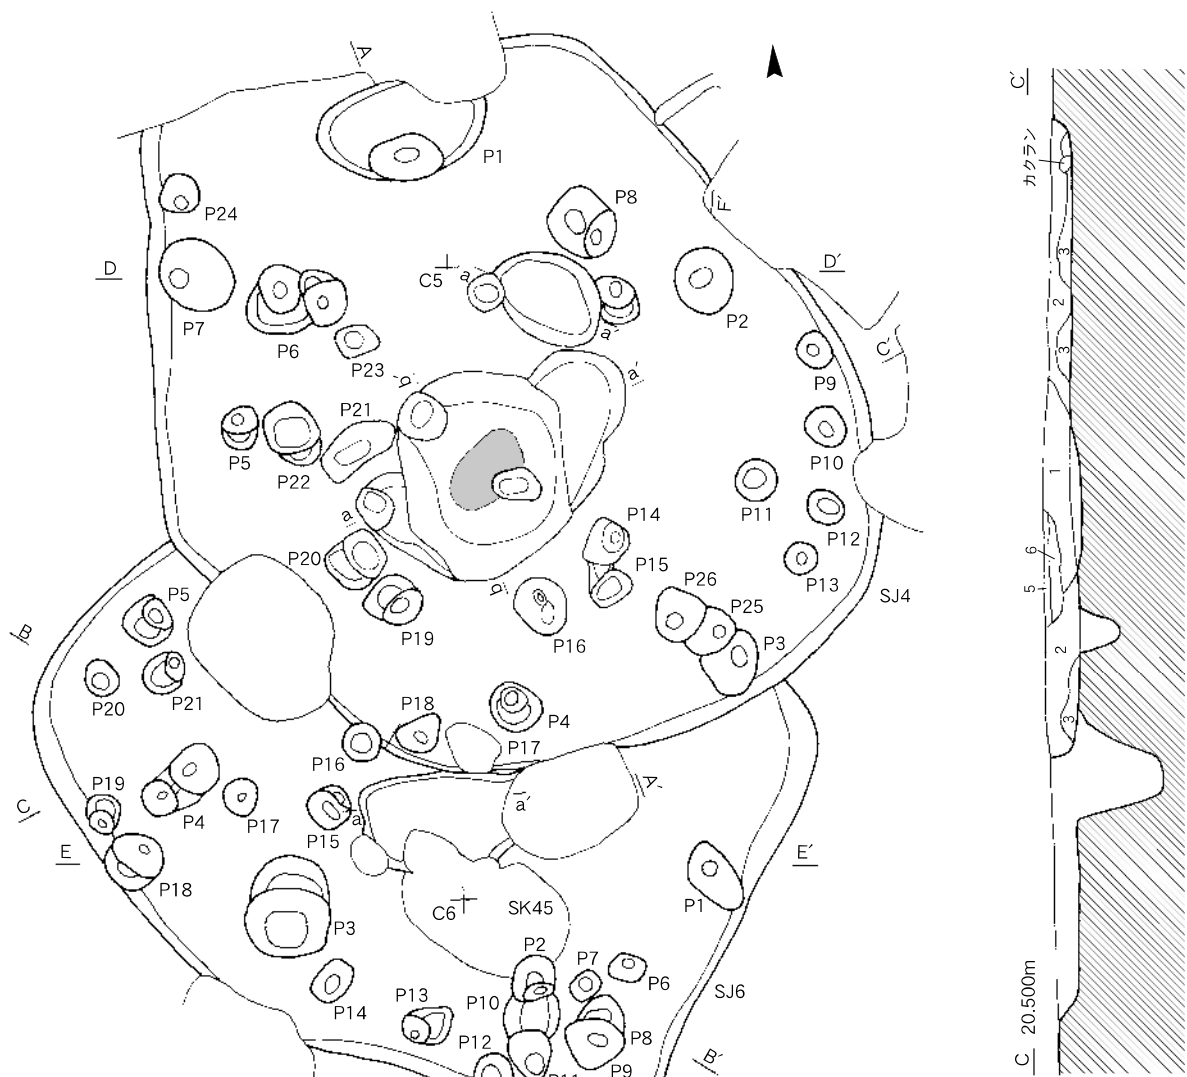 A
P1
P24
P8
F′
D
C5
a
D′
P7
P6
P2
a′
C′
P23
P9
b′
a′
P21
P5
P22
P10
P11
a
P12
P14
P20
P15
P13
P26
SJ4
b
P25
P5
P19
P16
P3
B
P20
P21
P18
P4
P17
P16
A′
P19
C
P4
P17
P15
a
a′
E
E′
P18
C6
SK45
P1
P3
P2
P7
P6
P14
P13
P10
SJ6
P12
P8
P9
B′
P11
C′
カクラン
3
2
3
1
6
5
2
3
C 20.500m